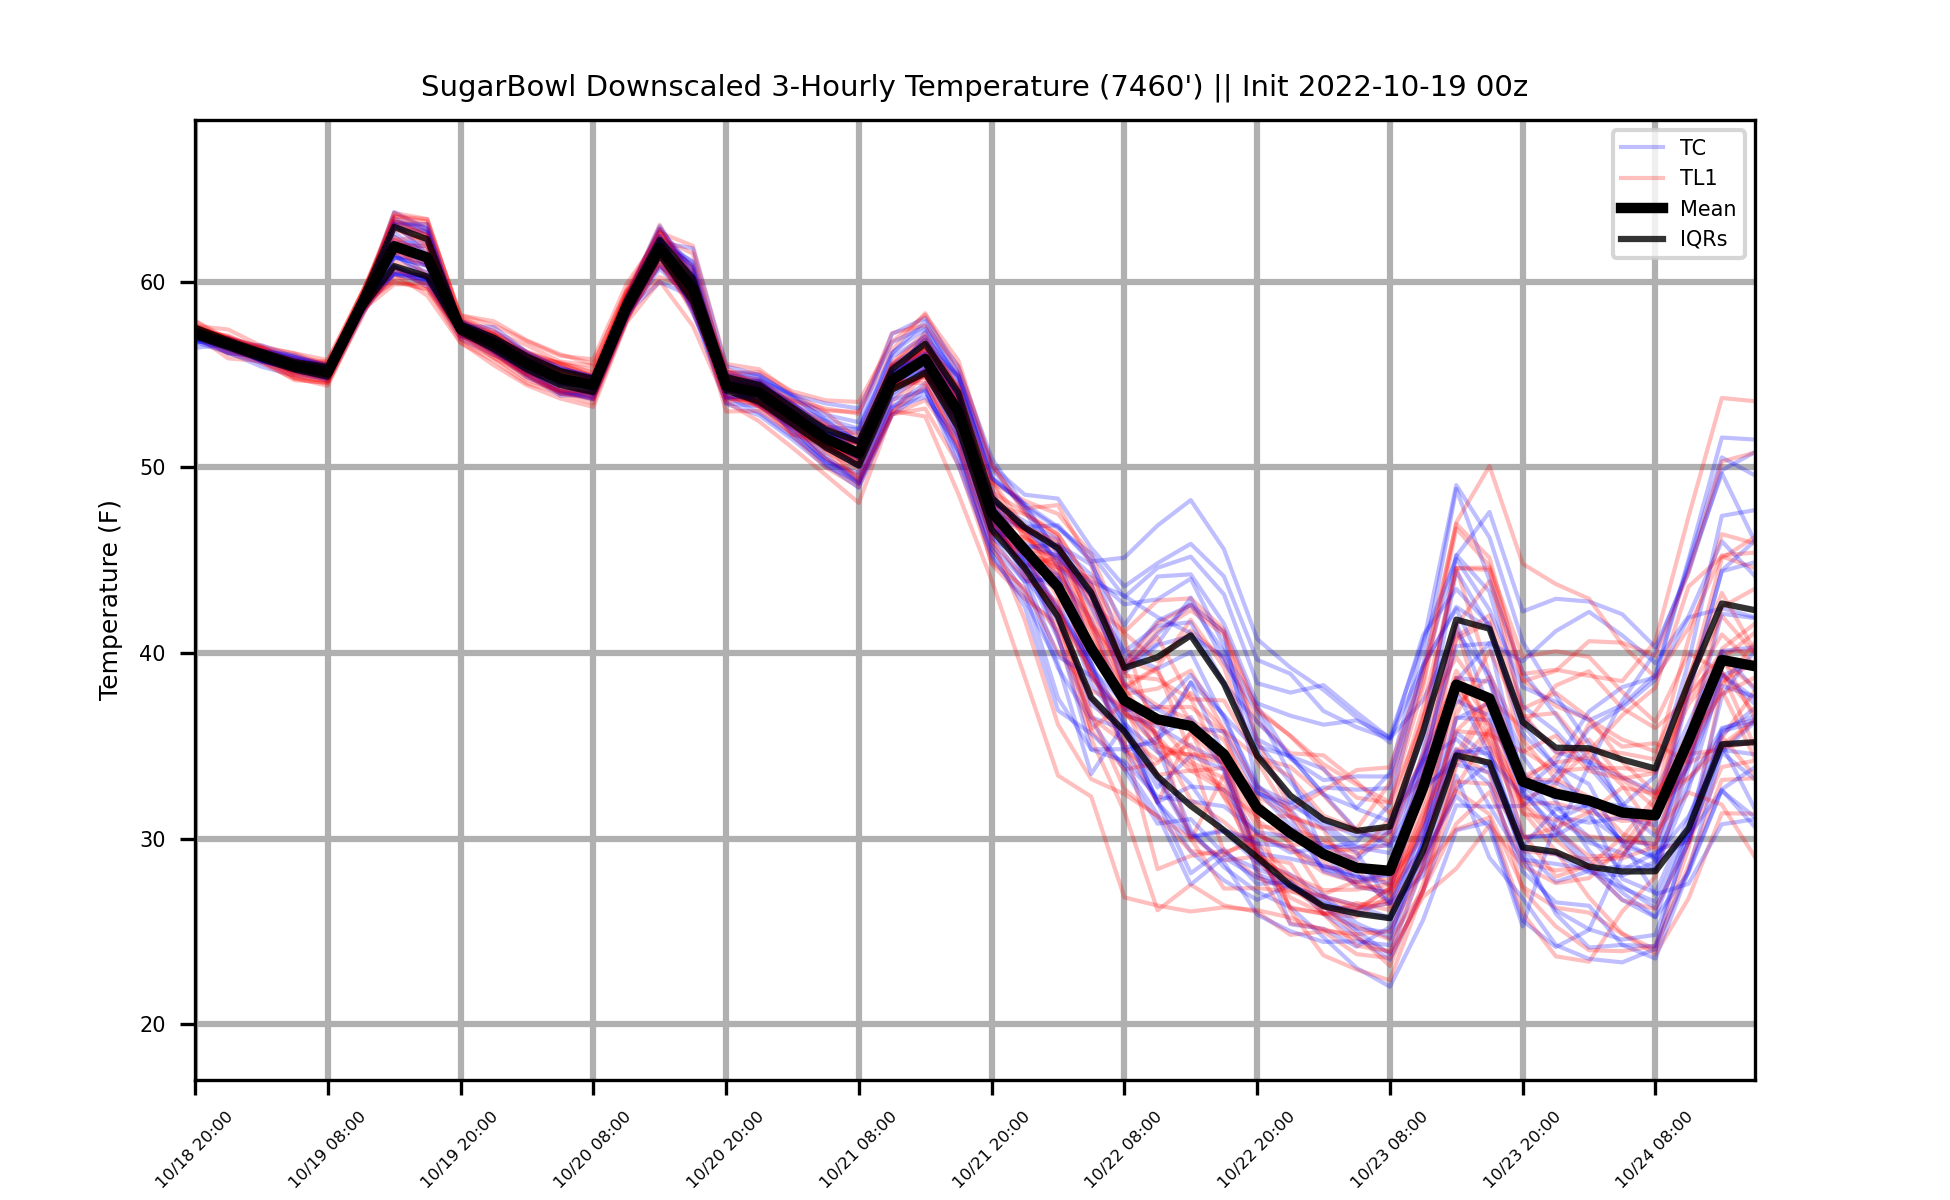 SugarBowl Downscaled 3-Hourly Temperature (7460') || Init 2022-10-19 00z
TC
TL1
Mean
IQRs
Temperature (F)
60
50
40
30
20
10/18 20:00
10/19 08:00
10/19 20:00
10/20 08:00
10/20 20:00
10/21 08:00
10/21 20:00
10/22 08:00
10/22 20:00
10/23 08:00
10/23 20:00
10/24 08:00